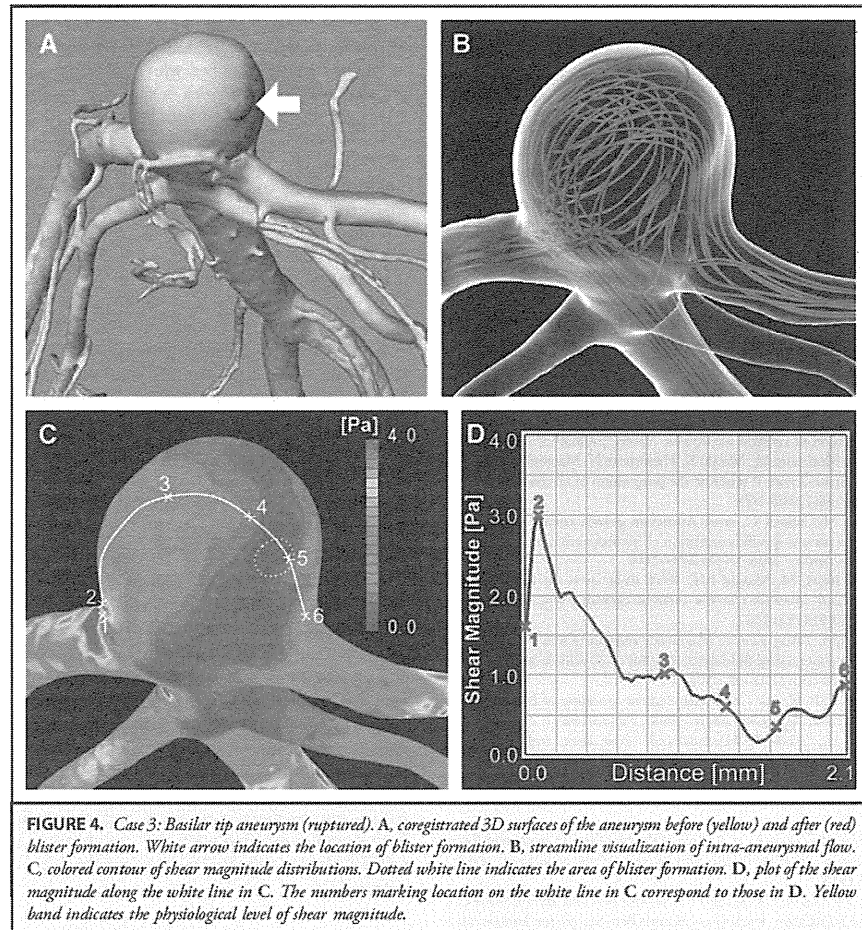 A
B
C
[Pa]
4.0
0.0
1
2
3
4
5
6
D
Shear Magnitude [Pa]
4.0
3.0
2.0
1.0
0.0
1
2
3
4
5
6
0.0 Distance [mm] 2.1
FIGURE 4. Case 3: Basilar tip aneurysm (ruptured). A, coregistrated 3D surfaces of the aneurysm before (yellow) and after (red)
blister formation. White arrow indicates the location of blister formation. B, streamline visualization of intra-aneurysmal flow.
C, colored contour of shear magnitude distributions. Dotted white line indicates the area of blister formation. D, plot of the shear
magnitude along the white line in C. The numbers marking location on the white line in C correspond to those in D. Yellow
band indicates the physiological level of shear magnitude.